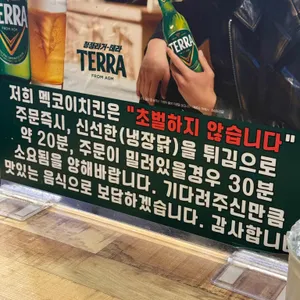 TERRA
청정라거-테라
TERRA
FROM AGM
TERRA
저희 멕코이치킨은 "초벌하지 않습니다"
주문즉시, 신선한(냉장닭)을 튀김으로
약 20분, 주문이 밀려있을경우 30분
소요됨을 양해바랍니다. 기다려주신만큼
맛있는 음식으로 보답하겠습니다. 감사합니